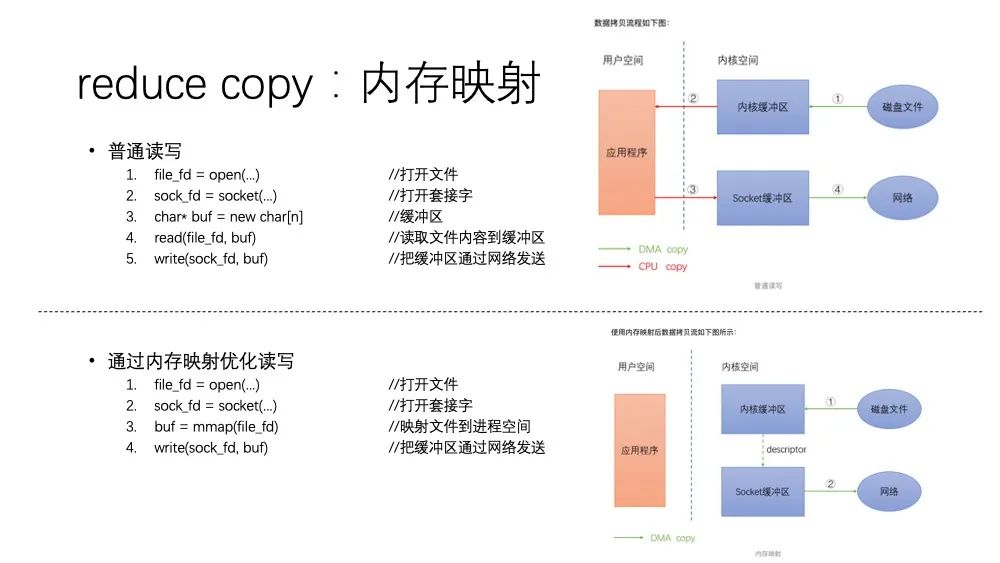 reduce copy：内存映射
• 普通读写
1. file_fd = open(...) //打开文件
2. sock_fd = socket(...) //打开套接字
3. char* buf = new char[n] //缓冲区
4. read(file_fd, buf) //读取文件内容到缓冲区
5. write(sock_fd, buf) //把缓冲区通过网络发送
数据拷贝流程如下图：
用户空间 内核空间
应用程序
② 内核缓冲区 ① 磁盘文件
③ Socket缓冲区 ④ 网络
DMA copy
CPU copy
普通读写
• 通过内存映射优化读写
1. file_fd = open(...) //打开文件
2. sock_fd = socket(...) //打开套接字
3. buf = mmap(file_fd) //映射文件到进程空间
4. write(sock_fd, buf) //把缓冲区通过网络发送
使用内存映射后数据拷贝流如下图所示：
用户空间 内核空间
应用程序
内核缓冲区 ① 磁盘文件
descriptor
Socket缓冲区 ② 网络
DMA copy
内存映射